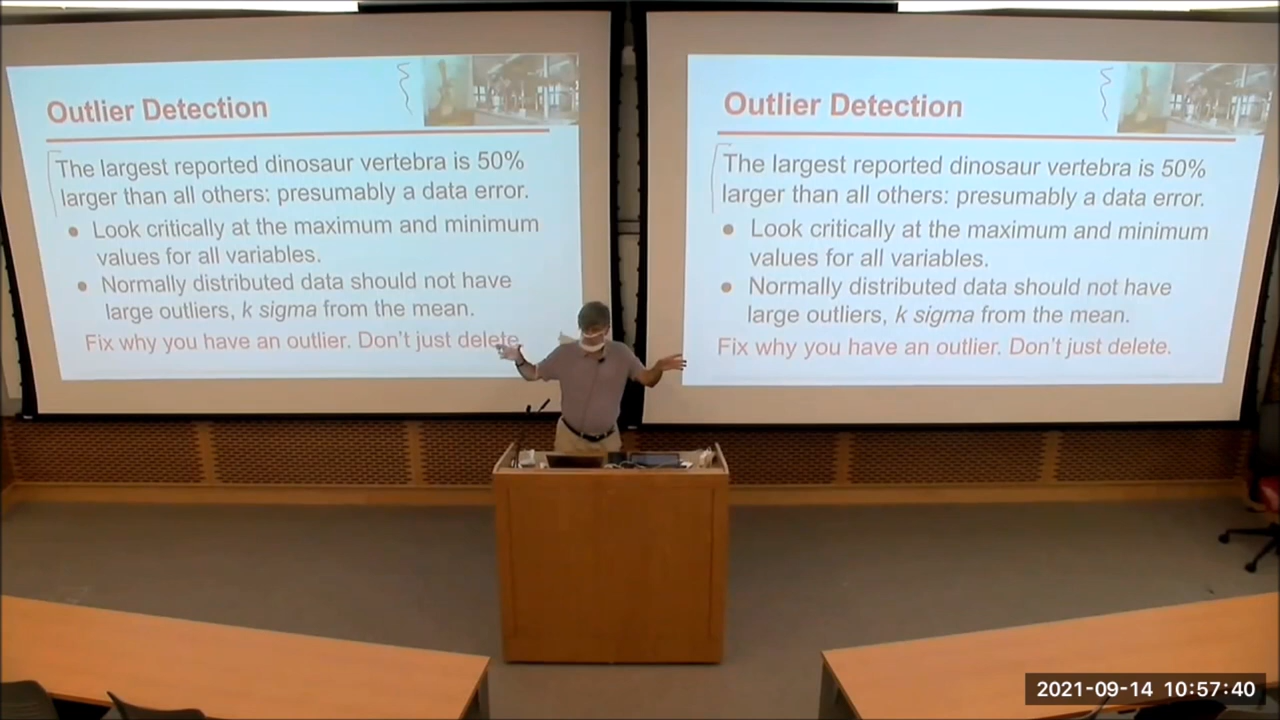 Outlier Detection
The largest reported dinosaur vertebra is 50%
larger than all others: presumably a data error.
● Look critically at the maximum and minimum
values for all variables.
● Normally distributed data should not have
large outliers, k sigma from the mean.
Fix why you have an outlier. Don't just delete
Outlier Detection
The largest reported dinosaur vertebra is 50%
larger than all others: presumably a data error.
● Look critically at the maximum and minimum
values for all variables.
● Normally distributed data should not have
large outliers, k sigma from the mean.
Fix why you have an outlier. Don't just delete.
2021-09-14 10:57:40